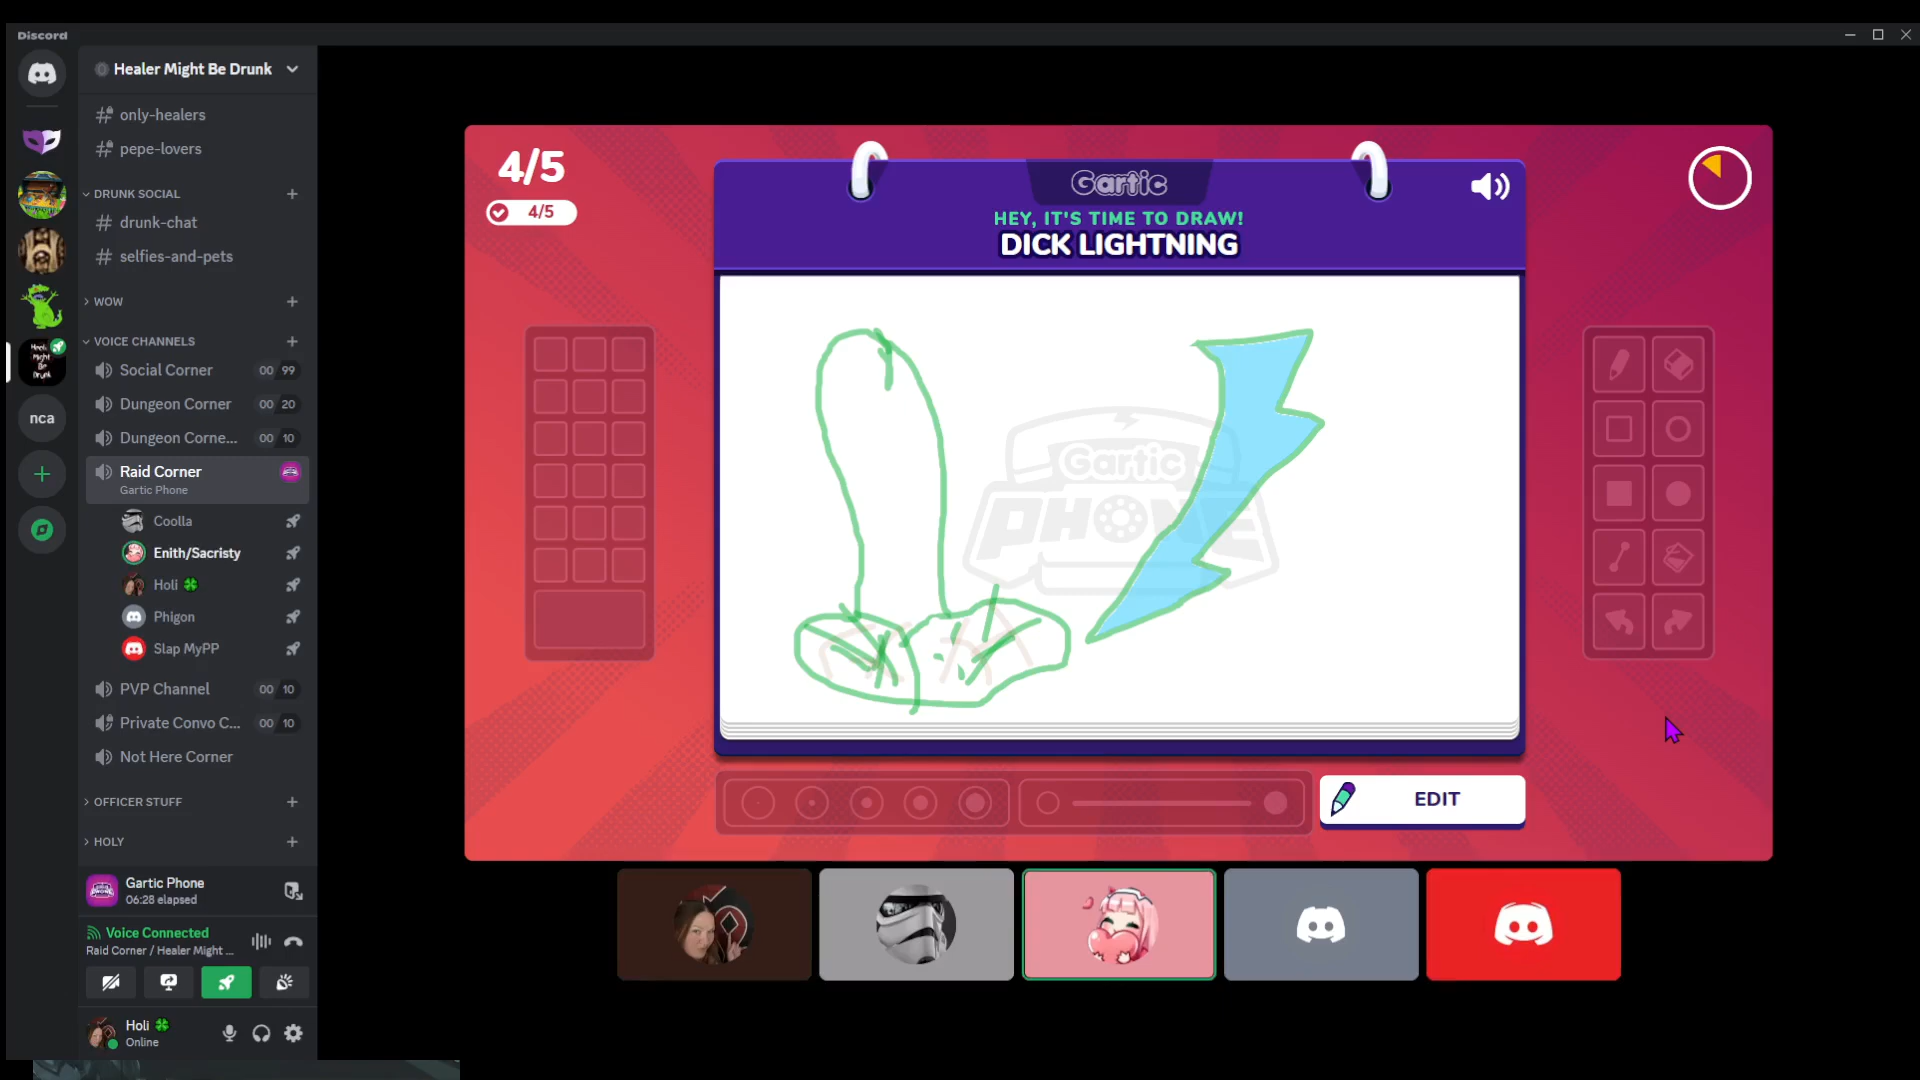 Discord
Healer Might Be Drunk
only-healers
pepe-lovers
DRUNK SOCIAL
drunk-chat
selfies-and-pets
WOW
VOICE CHANNELS
Social Corner 00 99
Dungeon Corner 00 20
Dungeon Corne... 00 10
Raid Corner
Gartic Phone
Coolla
Enith/Sacristy
Holi
Phigon
Slap MyPP
PVP Channel 00 10
Private Convo C... 00 10
Not Here Corner
OFFICER STUFF
HOLY
nca
Healer
Might
Be
Drunk
Gartic Phone
06:28 elapsed
Voice Connected
Raid Corner / Healer Might ...
Holi
Online
4/5
4/5
Gartic
HEY, IT'S TIME TO DRAW!
DICK LIGHTNING
Gartic
PHONE
EDIT